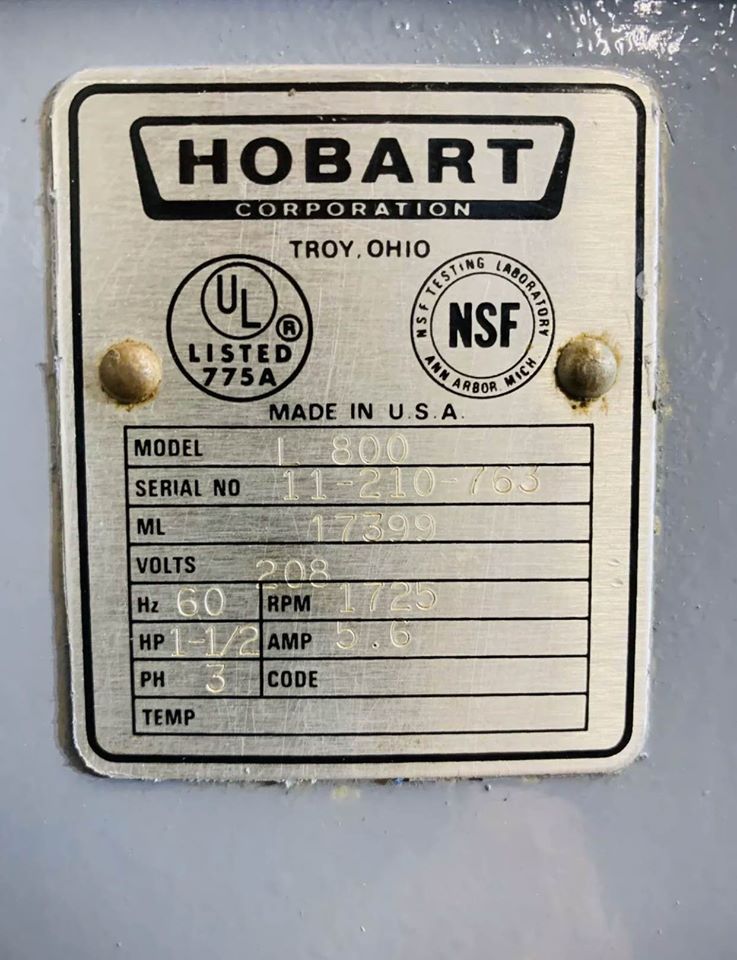 HOBART
CORPORATION
TROY, OHIO
UL
®
LISTED
775A
NSF TESTING LABORATORY
NSF
ANN ARBOR, MICH
MADE IN U.S.A.
MODEL L 800
SERIAL NO 11-210-763
ML 17399
VOLTS 208
Hz 60 RPM 1725
HP 1-1/2 AMP 5.6
PH 3 CODE
TEMP